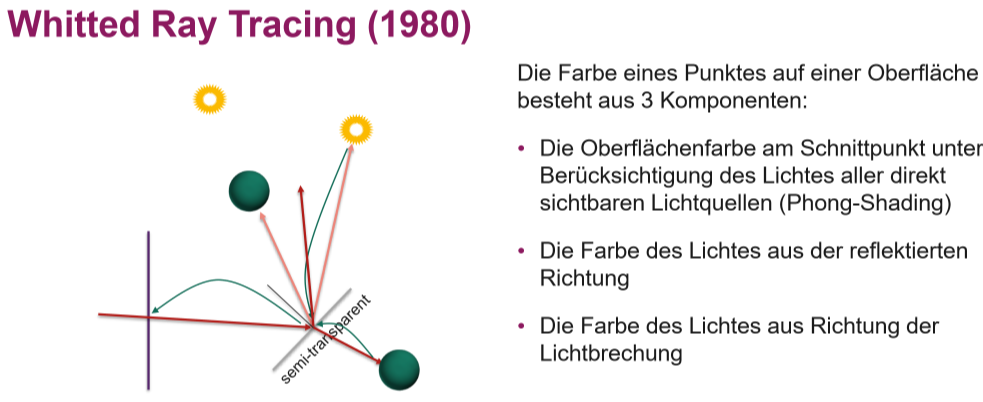 Whitted Ray Tracing (1980)
Die Farbe eines Punktes auf einer Oberfläche
besteht aus 3 Komponenten:
• Die Oberflächenfarbe am Schnittpunkt unter
Berücksichtigung des Lichtes aller direkt
sichtbaren Lichtquellen (Phong-Shading)
• Die Farbe des Lichtes aus der reflektierten
Richtung
• Die Farbe des Lichtes aus Richtung der
Lichtbrechung
semi-transparent